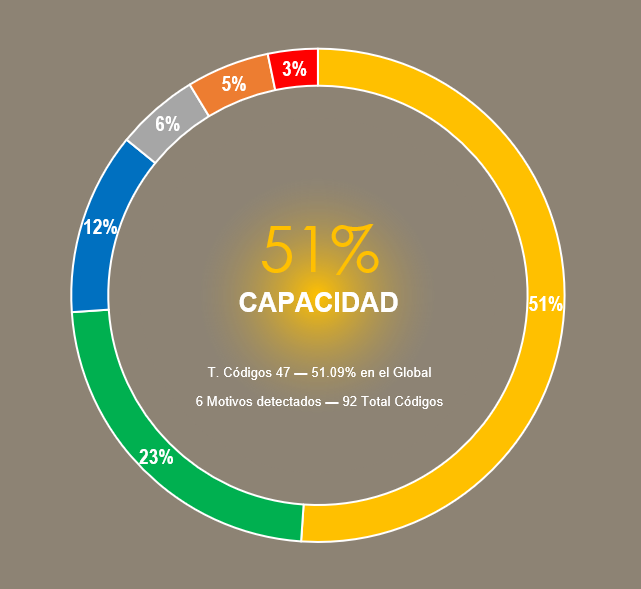 3%
5%
6%
12%
51%
CAPACIDAD
51%
T. Códigos 47 — 51.09% en el Global
6 Motivos detectados — 92 Total Códigos
23%